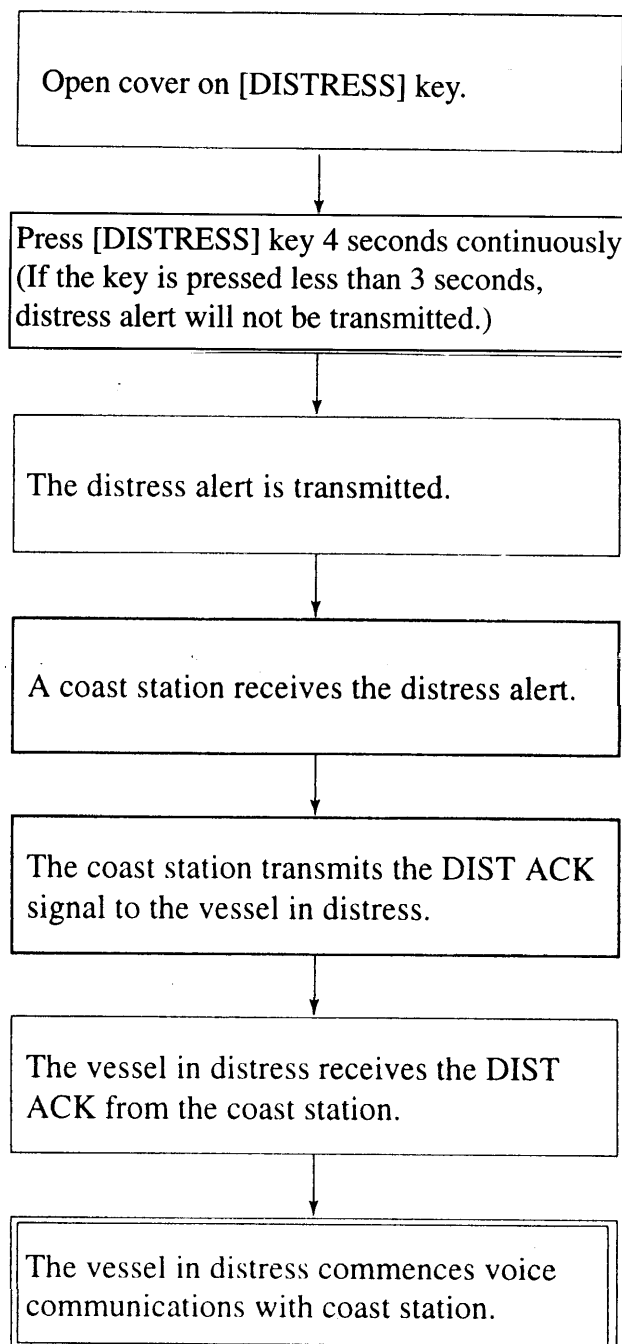 Open cover on [DISTRESS] key.
Press [DISTRESS] key 4 seconds continuously
(If the key is pressed less than 3 seconds,
distress alert will not be transmitted.)
The distress alert is transmitted.
A coast station receives the distress alert.
The coast station transmits the DIST ACK
signal to the vessel in distress.
The vessel in distress receives the DIST
ACK from the coast station.
The vessel in distress commences voice
communications with coast station.